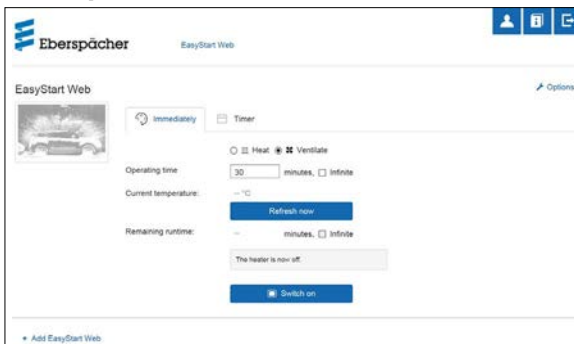 Eberspächer
EasyStart Web
EasyStart Web
Options
Immediately
Timer
Heat Ventilate
Operating time 30 minutes, Infinite
Current temperature: -- °C
Refresh now
Remaining runtime: -- minutes, Infinite
The heater is now off.
Switch on
+ Add EasyStart Web